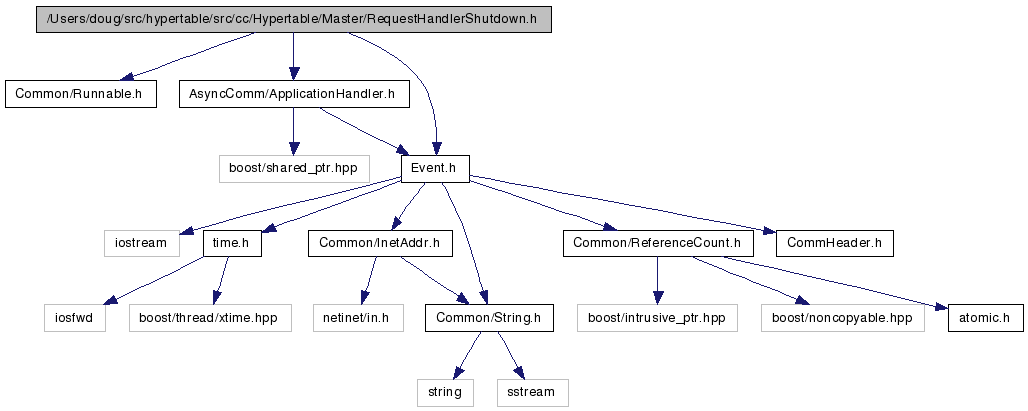 /Users/doug/src/hypertable/src/cc/Hypertable/Master/RequestHandlerShutdown.h
Common/Runnable.h
AsyncComm/ApplicationHandler.h
boost/shared_ptr.hpp
Event.h
iostream
time.h
Common/InetAddr.h
Common/ReferenceCount.h
CommHeader.h
iosfwd
boost/thread/xtime.hpp
netinet/in.h
Common/String.h
boost/intrusive_ptr.hpp
boost/noncopyable.hpp
atomic.h
string
sstream